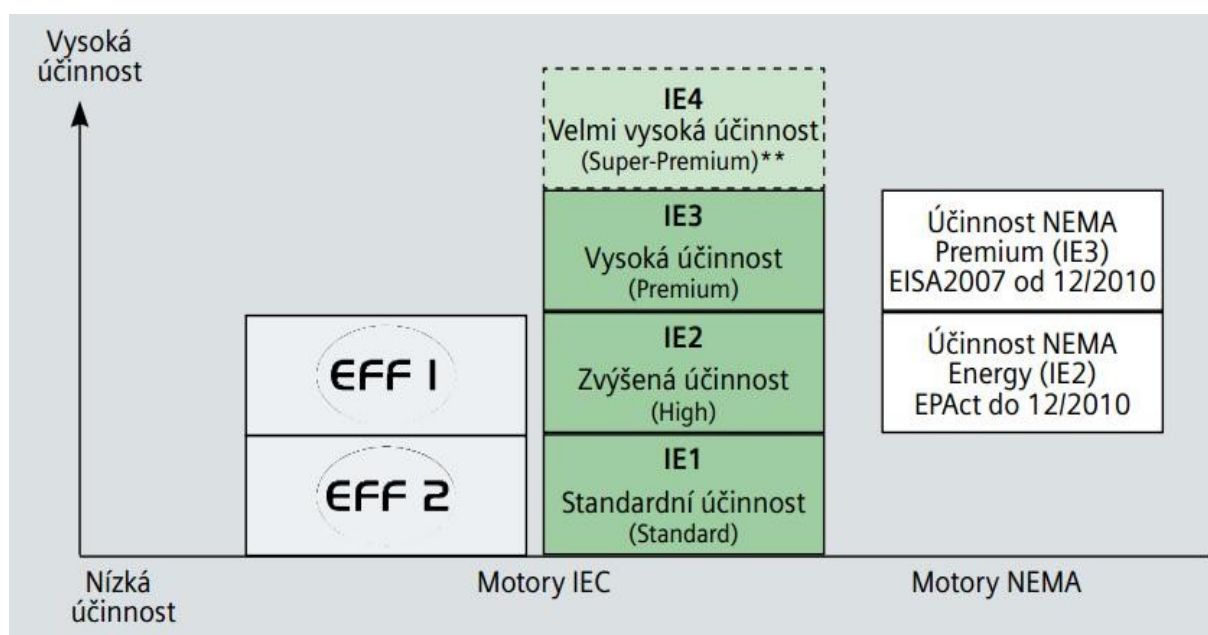 Vysoká
účinnost
IE4
Velmi vysoká účinnost
(Super-Premium)**
IE3
Vysoká účinnost
(Premium)
IE2
Zvýšená účinnost
(High)
IE1
Standardní účinnost
(Standard)
EFF 1
EFF 2
Účinnost NEMA
Premium (IE3)
EISA2007 od 12/2010
Účinnost NEMA
Energy (IE2)
EPAct do 12/2010
Nízká
účinnost
Motory IEC
Motory NEMA